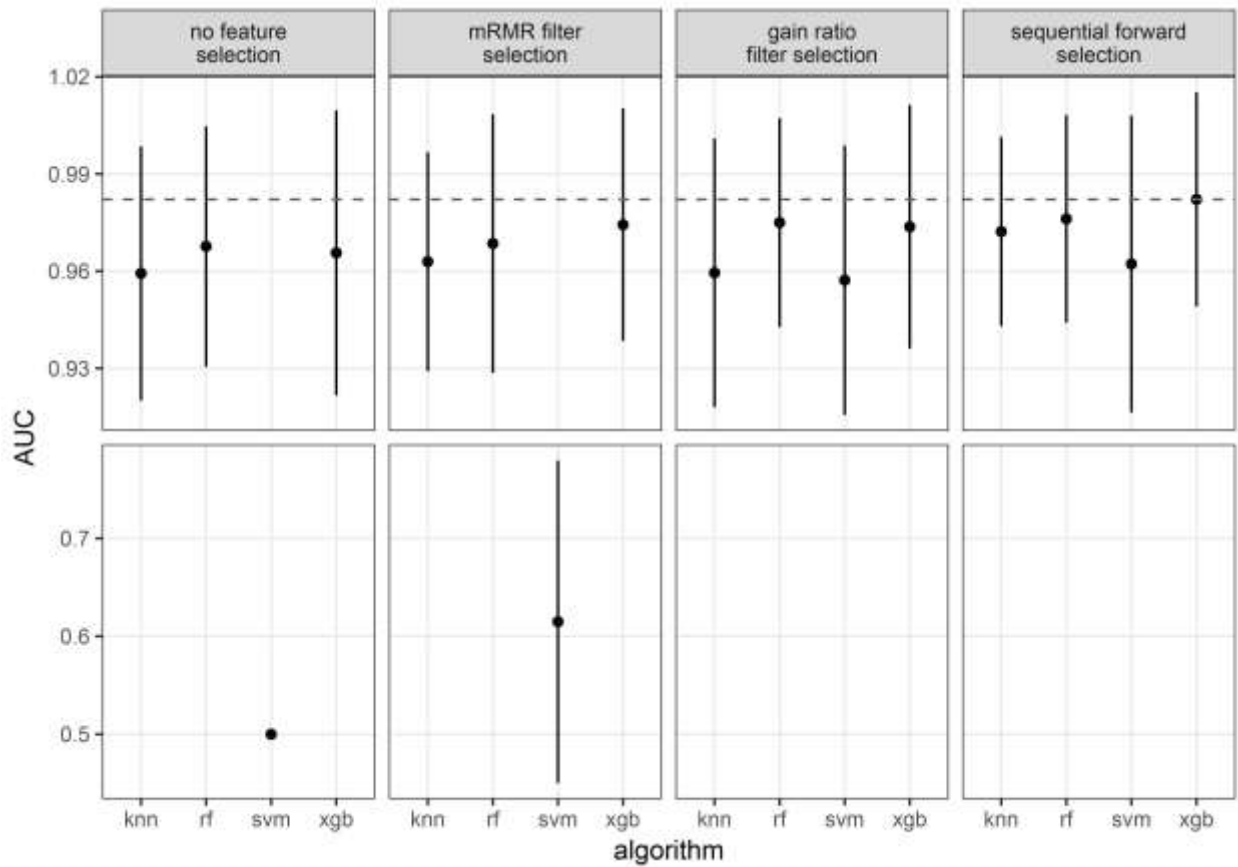 no feature
selection
mRMR filter
selection
gain ratio
filter selection
sequential forward
selection
1.02
0.99
0.96
0.93
AUC
0.7
0.6
0.5
knn rf svm xgb knn rf svm xgb knn rf svm xgb knn rf svm xgb
algorithm